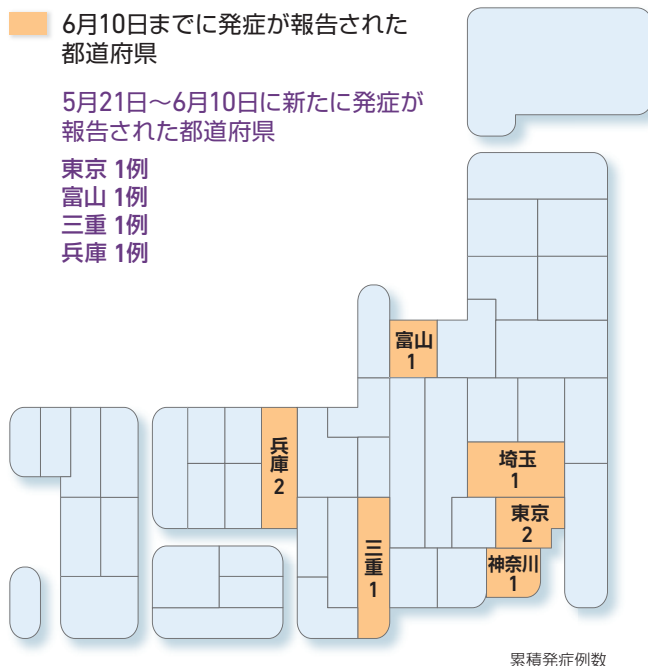 6月10日までに発症が報告された
都道府県
5月21日～6月10日に新たに発症が
報告された都道府県
東京 1例
富山 1例
三重 1例
兵庫 1例
富山
1
兵庫
2
埼玉
1
東京
2
三重
1
神奈川
1
累積発症例数